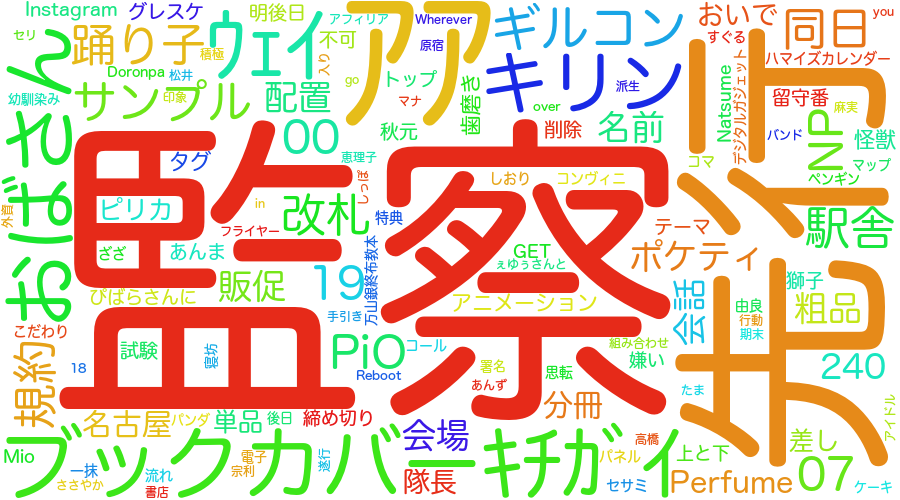 Instagram
グレスケ
明後日
アフィリア
Wherever
アア
ギルコン
おいで
同日
you
セリ
踊り子
ウェイ
不可
積極
入り
原宿
すぐる
ハマイズカレンダー
Doronpa
松井
go
トップ
キリン
派生
Natsume
デジタルガジェット
留守番
先行
幼馴染み
印象
サンプル
配置
マナ
over
麻実
おばさん
00
秋元
歯磨き
削除
名前
バンド
NP
怪獣
タグ
恵理子
しっぽ
しおり
コンヴィニ
コマ
ペンギン
マップ
監察
ピリカ
in
改札
特典
テーマ
駅舎
外資
フライヤー
ざざ
あんま
万山銀終布教本
GET
ぇゆぅさんと
ポケティ
びばらさんに
販促
19
アニメーション
会話
獅子
粗品
こだわり
手引き
由良
行動
期末
試験
寝坊
PiO
コール
署名
組み合わせ
嫌い
規約
18
Reboot
あんず
思転
240
たま
アイドル
名古屋
パンダ
単品
後日
締め切り
分冊
ブックカバー
会場
キチガイ
高橋
上と下
差し
Mio
一抹
流れ
電子
宗利
遂行
パネル
ささやか
書店
隊長
セサミ
Perfume
07
ケーキ